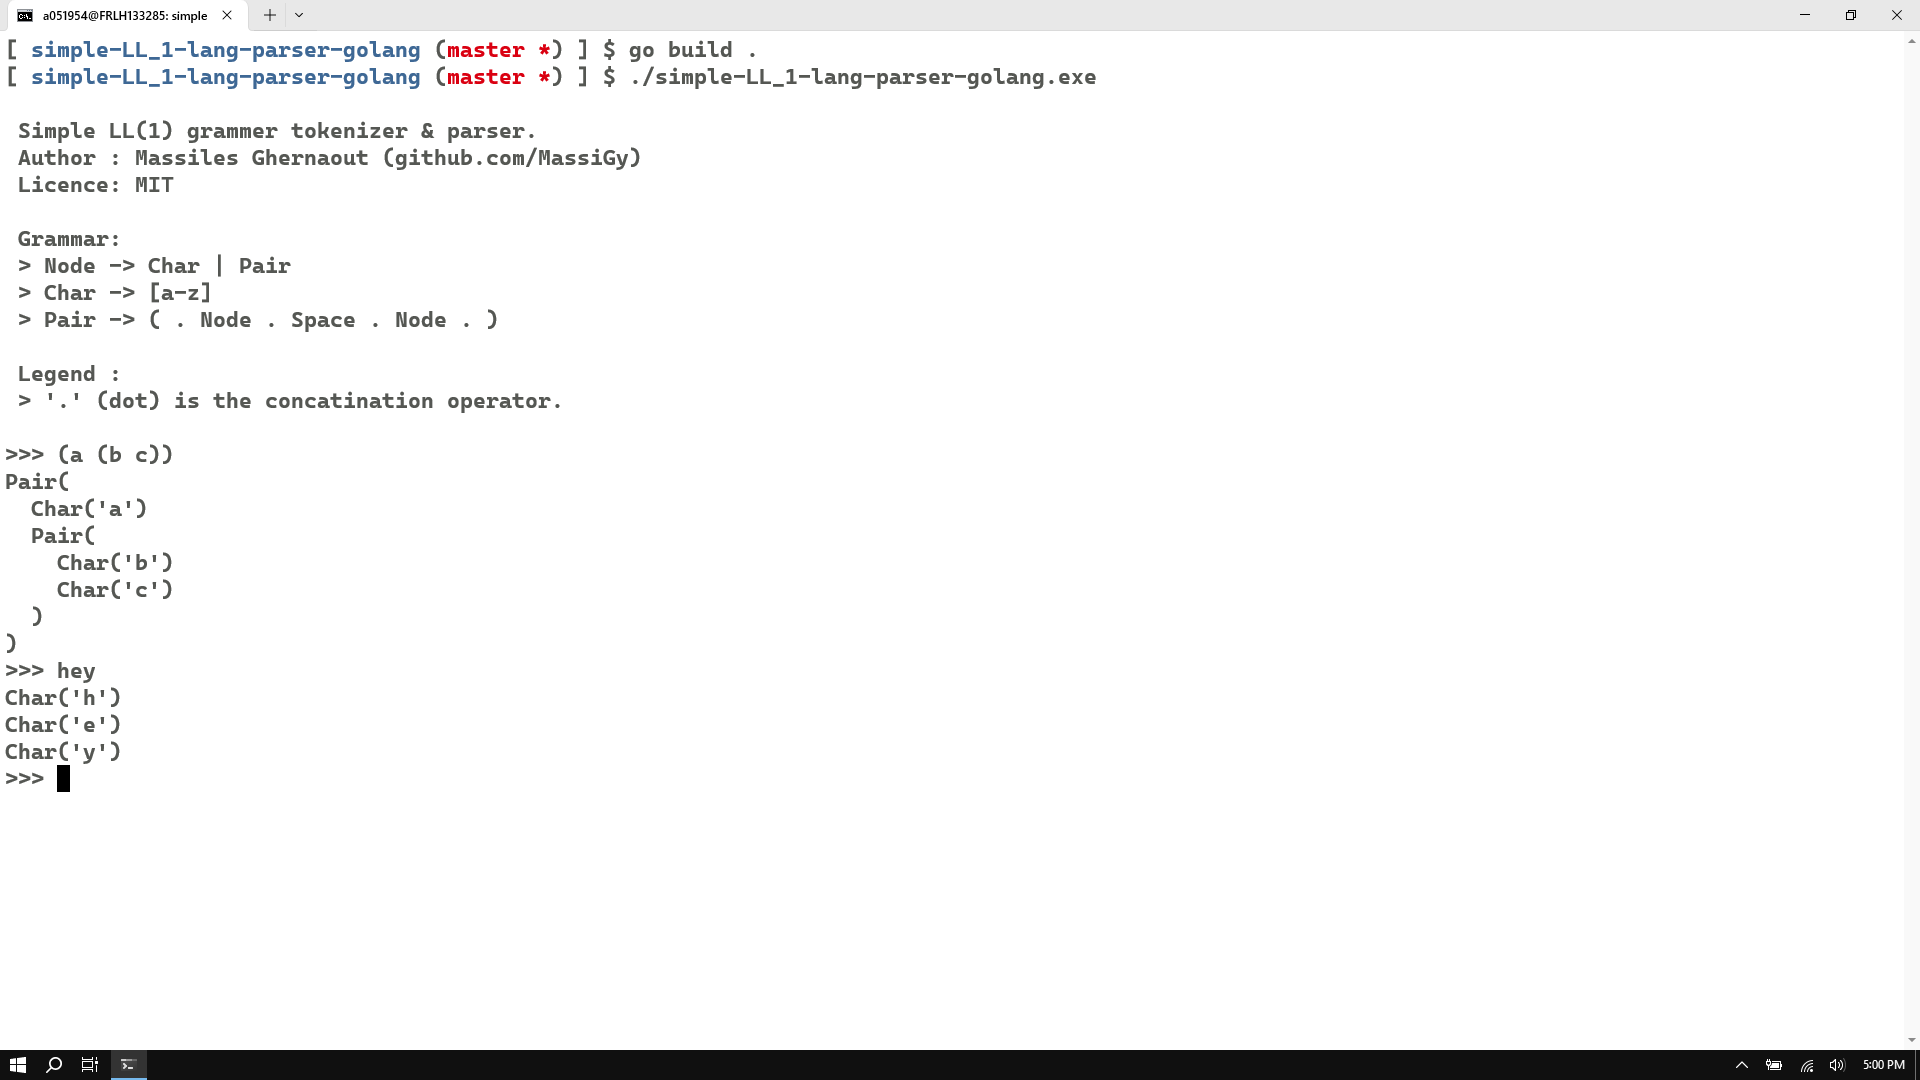 a051954@FRLH133285: simple
[ simple-LL_1-lang-parser-golang (master *) ] $ go build .
[ simple-LL_1-lang-parser-golang (master *) ] $ ./simple-LL_1-lang-parser-golang.exe
Simple LL(1) grammer tokenizer & parser.
Author : Massiles Ghernaout (github.com/MassiGy)
Licence: MIT
Grammar:
> Node -> Char | Pair
> Char -> [a-z]
> Pair -> ( . Node . Space . Node . )
Legend :
> '.' (dot) is the concatination operator.
>>> (a (b c))
Pair(
  Char('a')
  Pair(
    Char('b')
    Char('c')
  )
)
>>> hey
Char('h')
Char('e')
Char('y')
>>>
5:00 PM